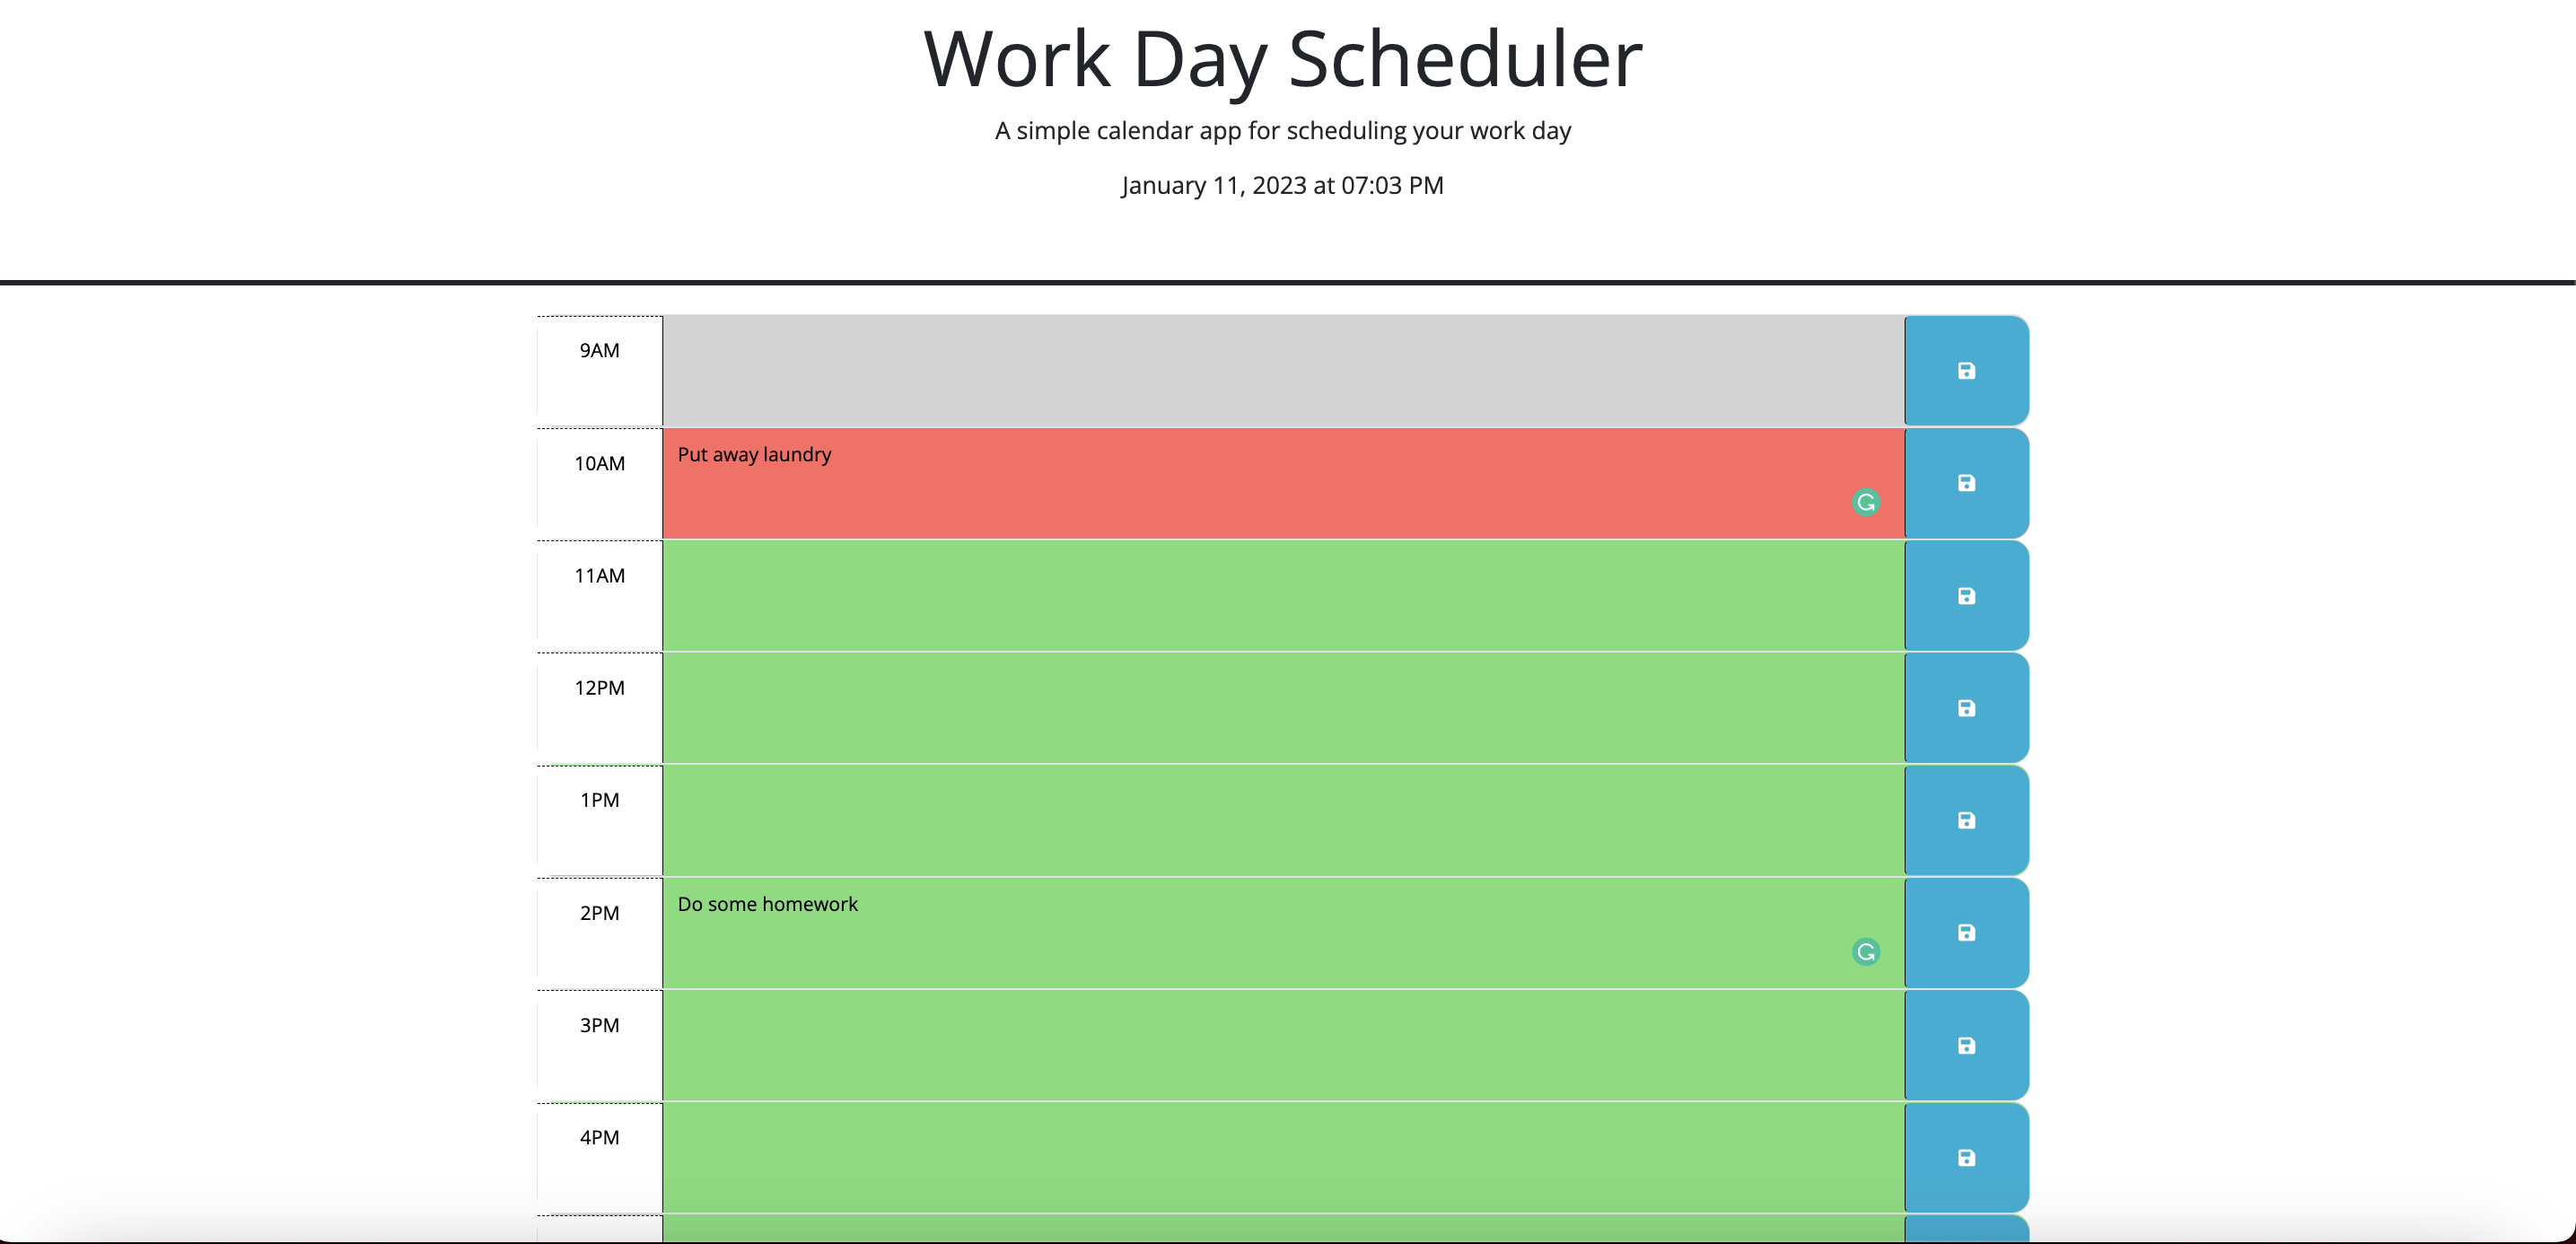 Work Day Scheduler
A simple calendar app for scheduling your work day
January 11, 2023 at 07:03 PM
9AM
10AM
Put away laundry
11AM
12PM
1PM
2PM
Do some homework
3PM
4PM